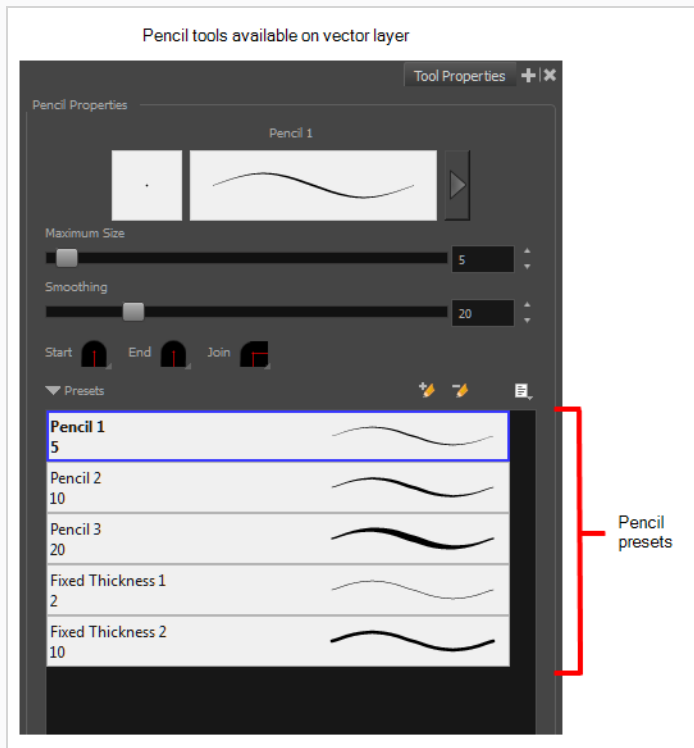 Pencil tools available on vector layer
Tool Properties
Pencil Properties
Pencil 1
Maximum Size
5
Smoothing
20
Start End Join
Presets
Pencil 1
5
Pencil 2
10
Pencil 3
20
Fixed Thickness 1
2
Fixed Thickness 2
10
Pencil
presets